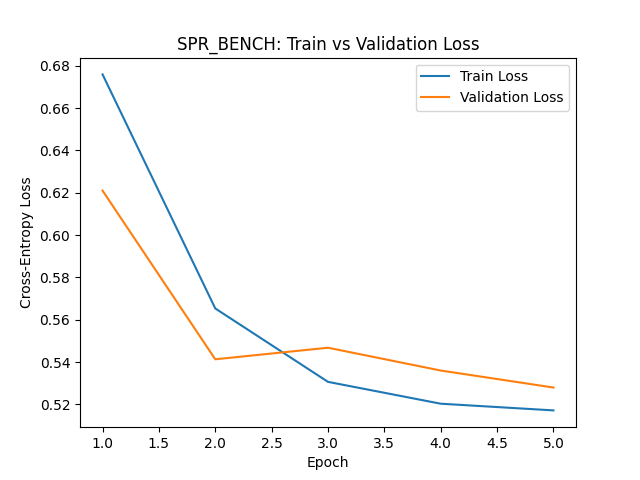 SPR_BENCH: Train vs Validation Loss
Train Loss
Validation Loss
Cross-Entropy Loss
0.68
0.66
0.64
0.62
0.60
0.58
0.56
0.54
0.52
1.0 1.5 2.0 2.5 3.0 3.5 4.0 4.5 5.0
Epoch